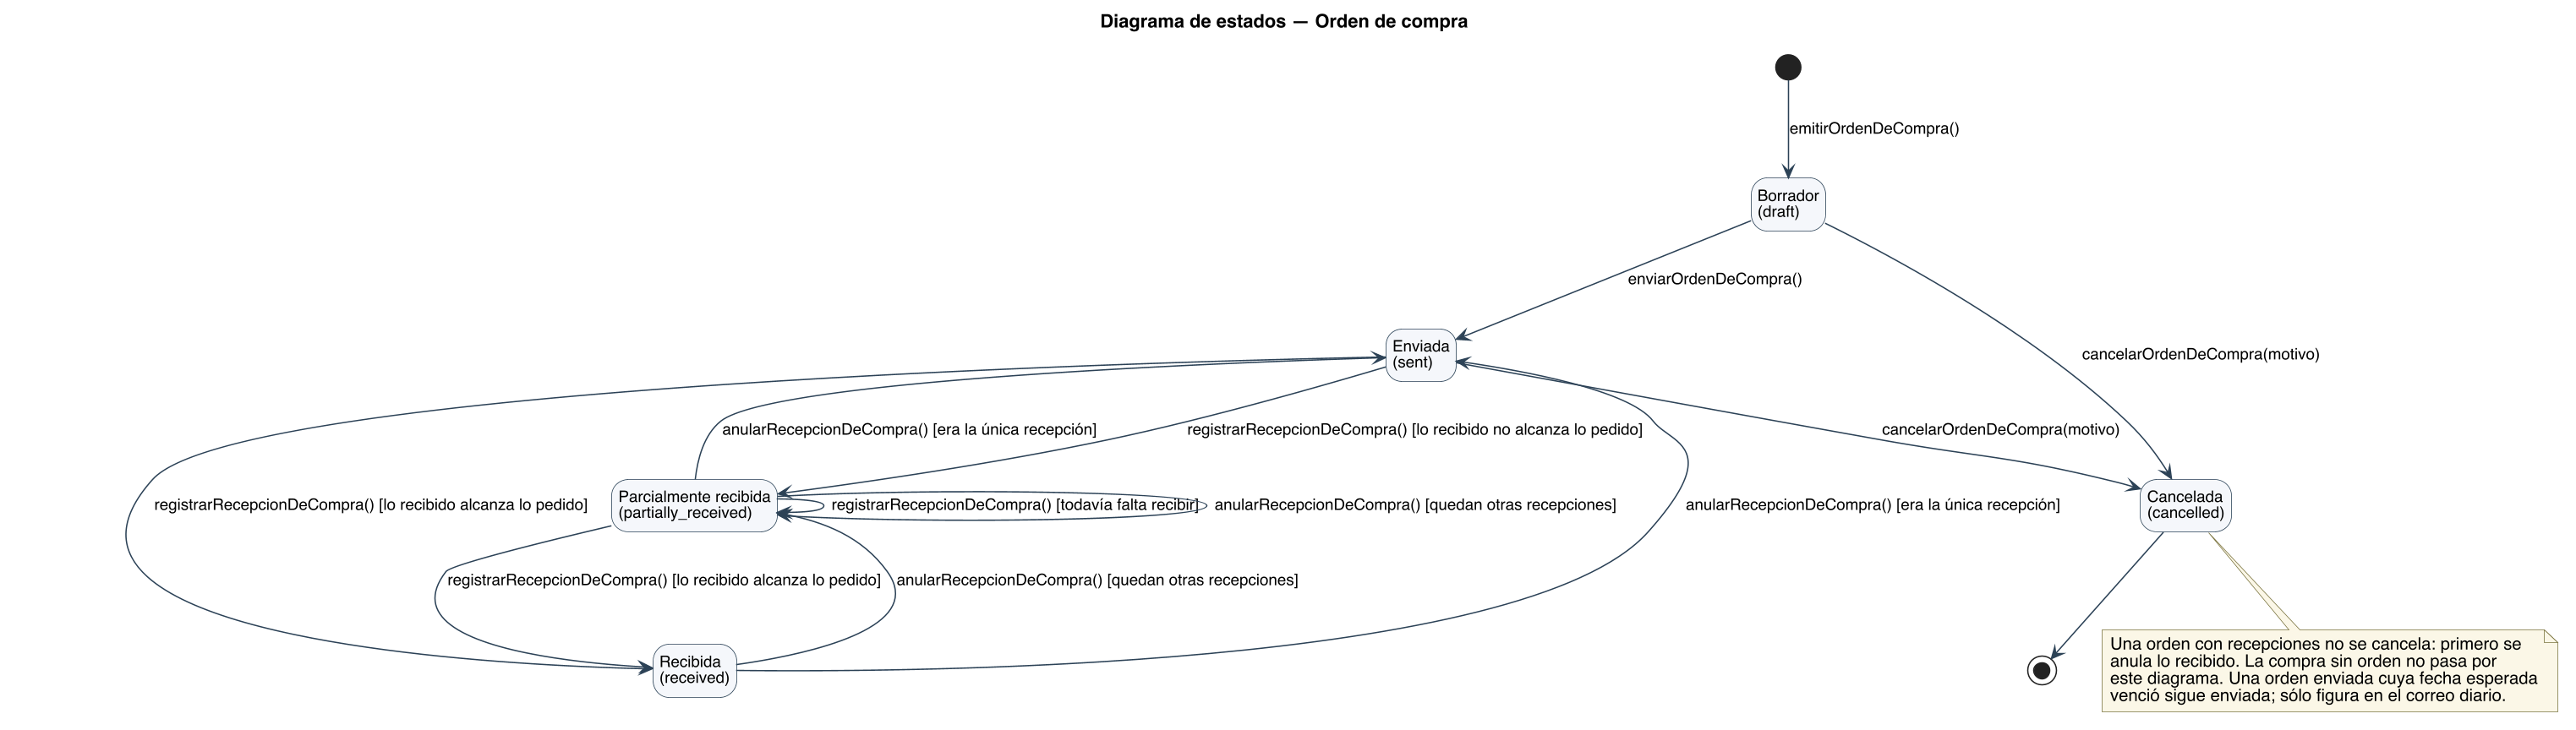 Diagrama de estados — Orden de compra
emitirOrdenDeCompra()
Borrador
(draft)
enviarOrdenDeCompra()
Enviada
(sent)
cancelarOrdenDeCompra(motivo)
anularRecepcionDeCompra() [era la única recepción]
registrarRecepcionDeCompra() [lo recibido no alcanza lo pedido]
cancelarOrdenDeCompra(motivo)
registrarRecepcionDeCompra() [lo recibido alcanza lo pedido]
Parcialmente recibida
(partially_received)
registrarRecepcionDeCompra() [todavía falta recibir]
anularRecepcionDeCompra() [quedan otras recepciones]
anularRecepcionDeCompra() [era la única recepción]
Cancelada
(cancelled)
registrarRecepcionDeCompra() [lo recibido alcanza lo pedido]
anularRecepcionDeCompra() [quedan otras recepciones]
Recibida
(received)
Una orden con recepciones no se cancela: primero se
anula lo recibido. La compra sin orden no pasa por
este diagrama. Una orden enviada cuya fecha esperada
venció sigue enviada; sólo figura en el correo diario.